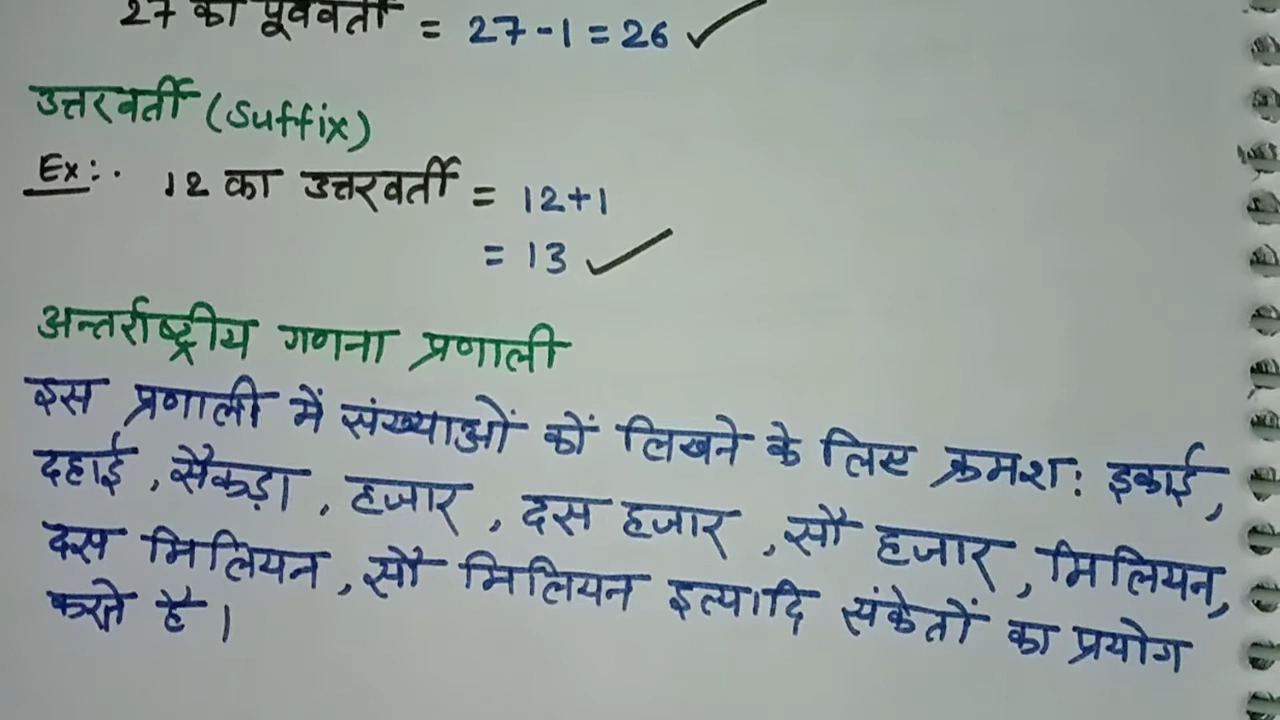 27 का पूर्ववर्ती = 27-1 = 26 ✓
उत्तरवर्ती (Suffix)
Ex:. 12 का उत्तरवर्ती = 12+1
= 13 ✓
अन्तर्राष्ट्रीय गणना प्रणाली
इस प्रणाली में संख्याओं कों लिखने के लिए क्रमश: इकाई,
दहाई, सैकड़ा, हजार, दस हजार, सौ हजार, मिलियन,
दस मिलियन, सौ मिलियन इत्यादि संकेतों का प्रयोग
करते है।